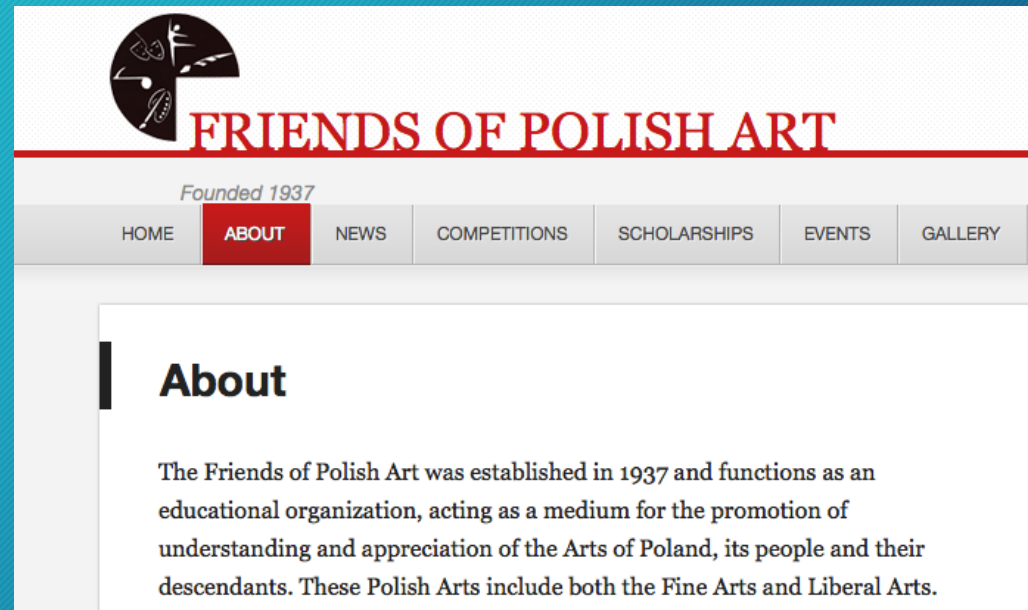 FRIENDS OF POLISH ART
Founded 1937
HOME ABOUT NEWS COMPETITIONS SCHOLARSHIPS EVENTS GALLERY
About
The Friends of Polish Art was established in 1937 and functions as an
educational organization, acting as a medium for the promotion of
understanding and appreciation of the Arts of Poland, its people and their
descendants. These Polish Arts include both the Fine Arts and Liberal Arts.